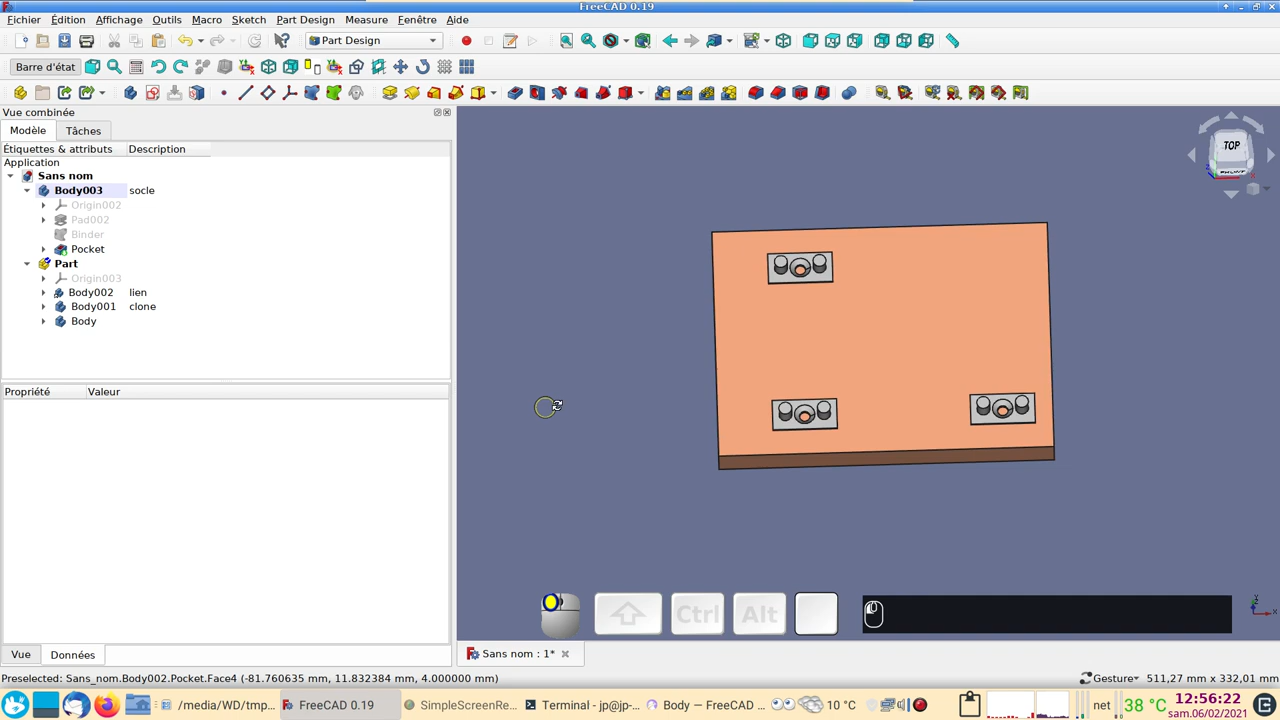 FreeCAD 0.19
Fichier Édition Affichage Outils Macro Sketch Part Design Measure Fenêtre Aide
Part Design
Barre d'état
Vue combinée
Modèle Tâches
Étiquettes & attributs Description
Application
Sans nom
Body003 socle
Origin002
Pad002
Binder
Pocket
Part
Origin003
Body002 lien
Body001 clone
Body
Propriété Valeur
TOP
FRONT
Ctrl Alt
Vue Données
Sans nom : 1*
Preselected: Sans_nom.Body002.Pocket.Face4 (-81.760635 mm, 11.832384 mm, 4.000000 mm)
Gesture 511,27 mm x 332,01 mm
/media/WD/tmp... FreeCAD 0.19 SimpleScreenRe... Terminal - jp@jp-... Body — FreeCAD ... 10 °C net 38 °C 12:56:22
sam.06/02/2021